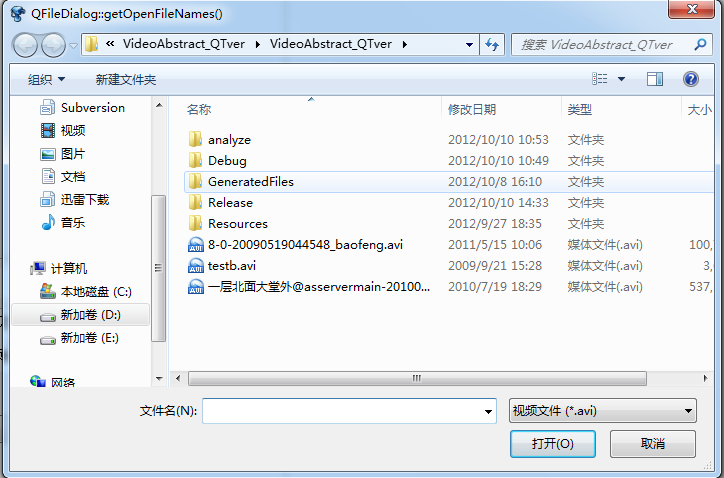 QFileDialog::getOpenFileNames()
« VideoAbstract_QTver VideoAbstract_QTver
搜索 VideoAbstract_QTver
组织 新建文件夹
Subversion
视频
图片
文档
迅雷下载
音乐
计算机
本地磁盘 (C:)
新加卷 (D:)
新加卷 (E:)
网络
名称 修改日期 类型 大小
analyze 2012/10/10 10:53 文件夹
Debug 2012/10/10 10:49 文件夹
GeneratedFiles 2012/10/8 16:10 文件夹
Release 2012/10/10 14:33 文件夹
Resources 2012/9/27 18:35 文件夹
8-0-20090519044548_baofeng.avi 2011/5/15 10:06 媒体文件(.avi) 100,
testb.avi 2009/9/21 15:28 媒体文件(.avi) 3,
一层北面大堂外@asservermain-20100... 2010/7/19 18:29 媒体文件(.avi) 537,
文件名(N): 视频文件 (*.avi)
打开(O) 取消